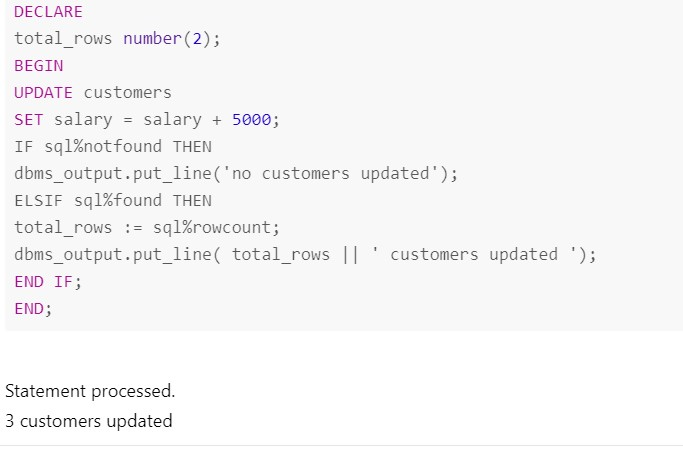 DECLARE
total_rows number(2);
BEGIN
UPDATE customers
SET salary = salary + 5000;
IF sql%notfound THEN
dbms_output.put_line('no customers updated');
ELSIF sql%found THEN
total_rows := sql%rowcount;
dbms_output.put_line( total_rows || ' customers updated ');
END IF;
END;
Statement processed.
3 customers updated